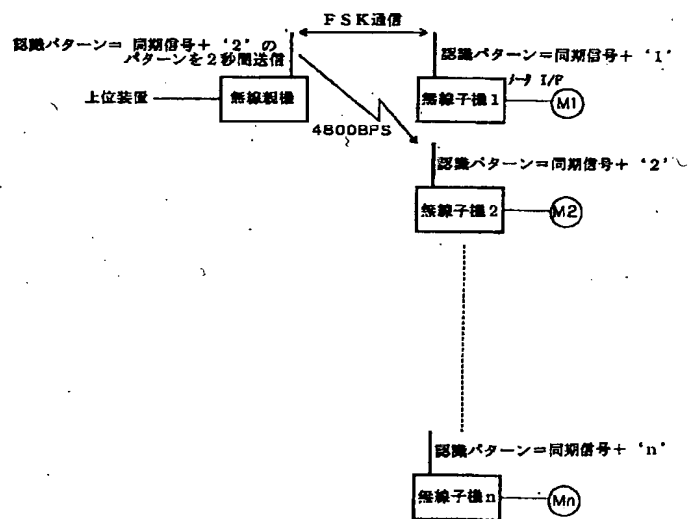 FSK通信
認識パターン＝同期信号＋‘2’の
パターンを2秒間送信
認識パターン＝同期信号＋‘1’
上位装置
無線親機
無線子機1
I/F
M1
4800BPS
認識パターン＝同期信号＋‘2’
無線子機2
M2
認識パターン＝同期信号＋‘n’
無線子機n
Mn